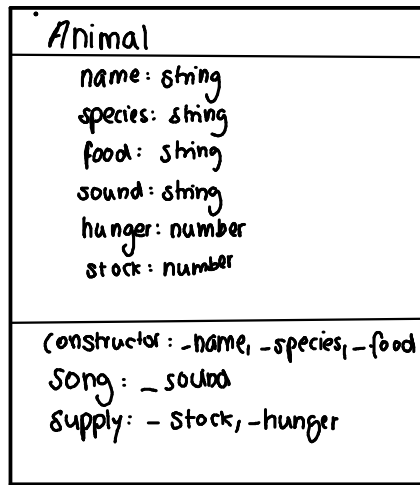 Animal
name: string
species: string
food: string
sound: string
hunger: number
stock: number
constructor: _name, _species, _food
song: _sound
supply: _stock, _hunger